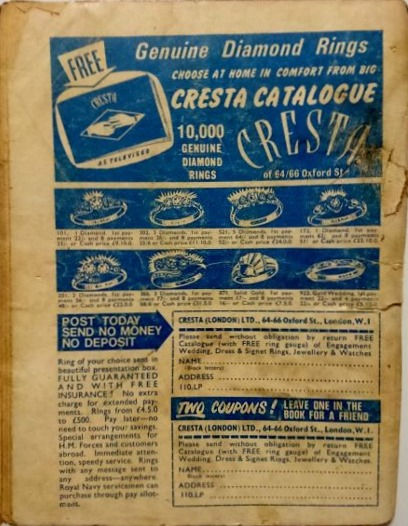 FREE
Genuine Diamond Rings
CHOOSE AT HOME IN COMFORT FROM BIG
CRESTA CATALOGUE
CRESTA
AS TELEVISED
10,000
GENUINE
DIAMOND
RINGS
CRESTA
of 64/66 Oxford St
POST TODAY
SEND NO MONEY
NO DEPOSIT
Ring of your choice sent in
beautiful presentation box.
FULLY GUARANTEED
AND WITH FREE
INSURANCE! No extra
charge for extended pay-
ments. Rings from £4.5.0
to £500. Pay later—no
need to touch your savings.
Special arrangements for
H.M. Forces and customers
abroad. Immediate atten-
tion, speedy service. Rings
with any message sent to
any address—anywhere.
Royal Navy servicemen can
purchase through pay allot-
ment.
CRESTA (LONDON) LTD., 64-66 Oxford St., London, W.1
Please send without obligation by return FREE
Catalogue (with FREE ring gauge) of Engagement
Wedding, Dress & Signet Rings, Jewellery & Watches
NAME
(Block letters)
ADDRESS
110.LP
TWO COUPONS! LEAVE ONE IN THE
BOOK FOR A FRIEND
CRESTA (LONDON) LTD., 64-66 Oxford St., London, W.1.
Please send without obligation by return FREE
Catalogue (with FREE ring gauge) of Engagement
Wedding, Dress & Signet Rings, Jewellery & Watches
NAME
(Block letters)
ADDRESS
110.LP